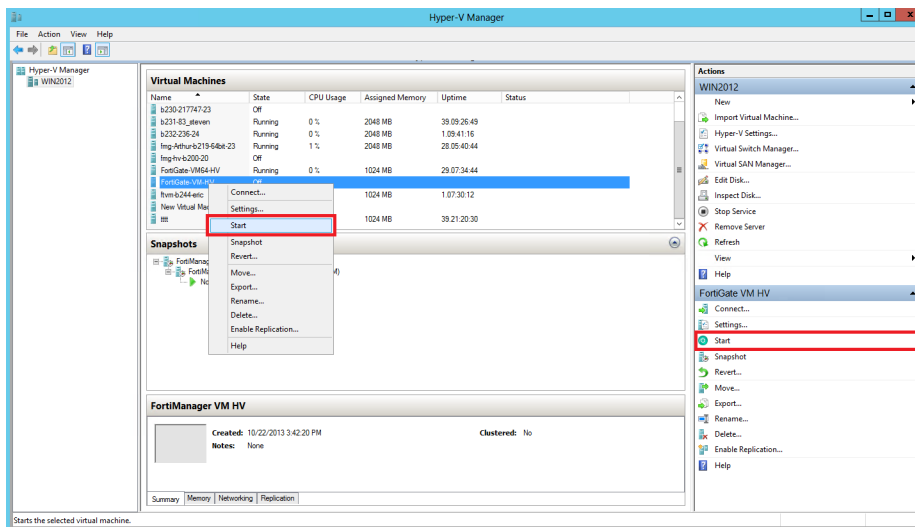 Hyper-V Manager
File Action View Help
Hyper-V Manager
WIN2012
Virtual Machines
Name State CPU Usage Assigned Memory Uptime Status
b230-217747-23 Off
b231-83_steven Running 0 % 2048 MB 39.09:26:49
b232-236-24 Running 0 % 2048 MB 1.09:41:16
fmg-Arthur-b219-64bit-23 Running 1 % 2048 MB 28.05:40:44
fmg-hv-b200-20 Off
FortiGate-VM64-HV Running 0 % 1024 MB 29.07:34:44
FortiGate-VM-HV Off
ftvm-b244-eric 1024 MB 1.07:30:12
New Virtual Mac
1024 MB 39.21:20:30
Connect...
Settings...
Start
Snapshot
Revert...
Move...
Export...
Rename...
Delete...
Enable Replication...
Help
Snapshots
FortiManag
FortiMa
No
FortiManager VM HV
Created: 10/22/2013 3:42:20 PM
Clustered: No
Notes: None
Summary Memory Networking Replication
Actions
WIN2012
New
Import Virtual Machine...
Hyper-V Settings...
Virtual Switch Manager...
Virtual SAN Manager...
Edit Disk...
Inspect Disk...
Stop Service
Remove Server
Refresh
View
Help
FortiGate VM HV
Connect...
Settings...
Start
Snapshot
Revert...
Move...
Export...
Rename...
Delete...
Enable Replication...
Help
Starts the selected virtual machine.